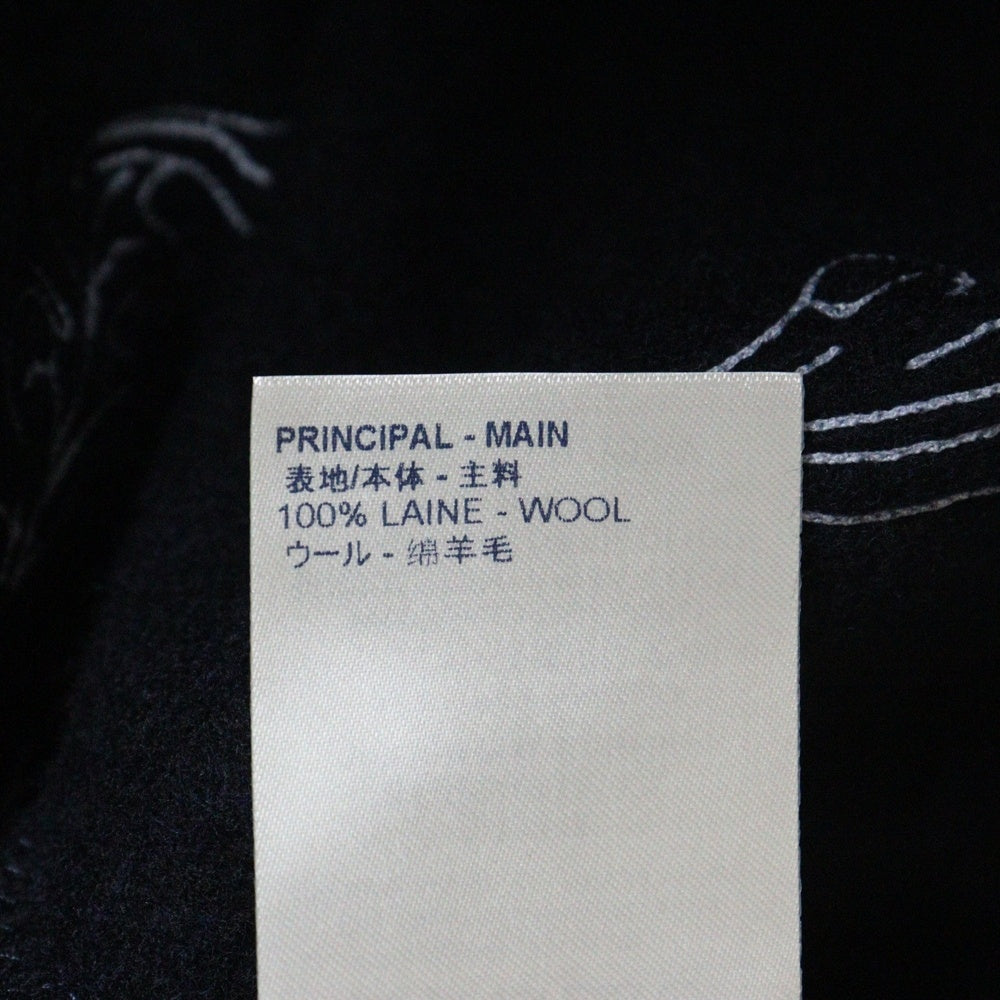 PRINCIPAL - MAIN
表地/本体 - 主料
100% LAINE - WOOL
ウール - 绵羊毛